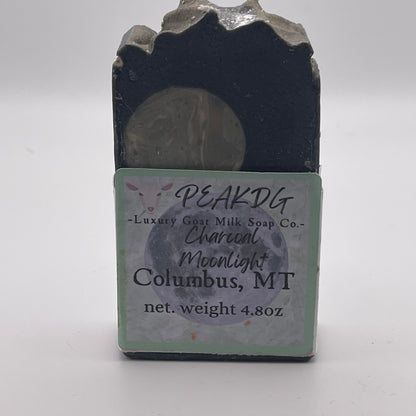 PEAKDG
-Luxury Goat Milk Soap Co.-
Charcoal
Moonlight
Columbus, MT
net. weight 4.8oz